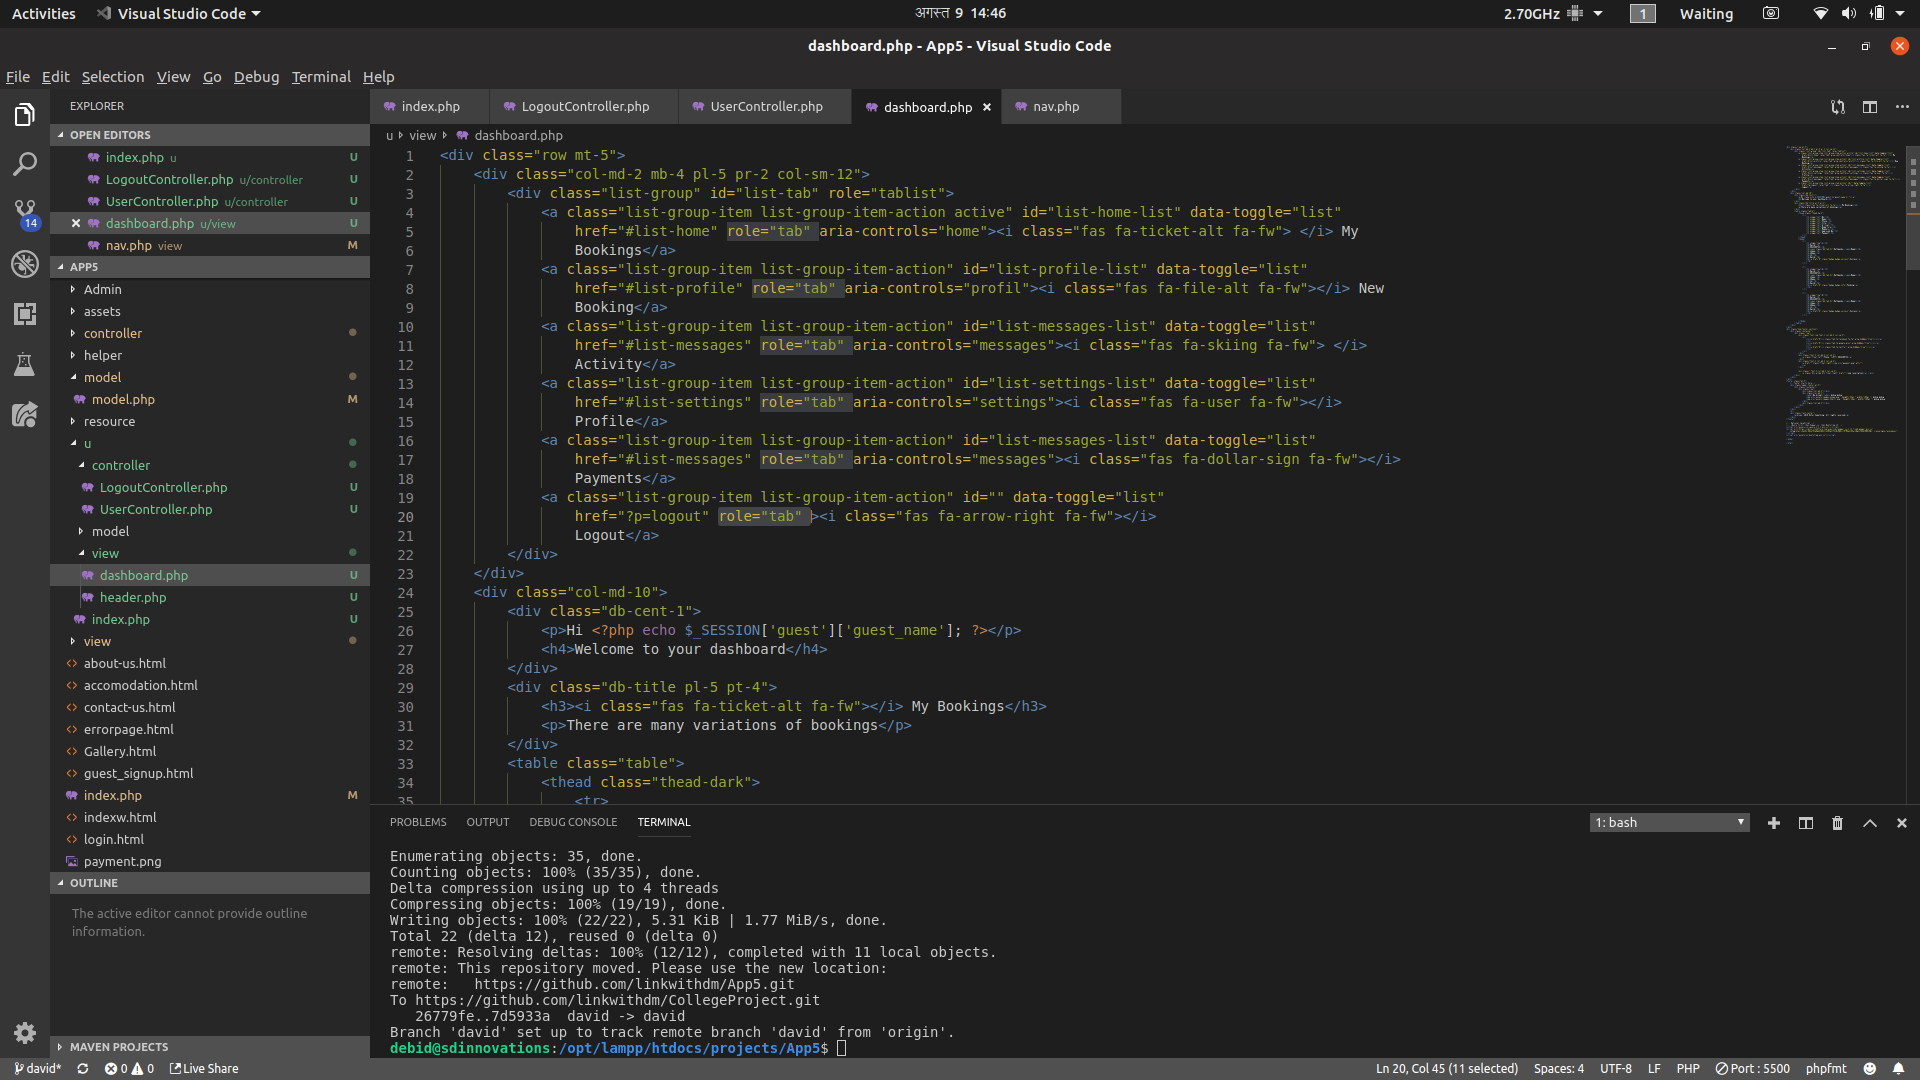 Activities Visual Studio Code अगस्त 9 14:46 2.70GHz 1 Waiting
dashboard.php - App5 - Visual Studio Code
File Edit Selection View Go Debug Terminal Help
EXPLORER
OPEN EDITORS
index.php u U
LogoutController.php u/controller U
UserController.php u/controller U
dashboard.php u/view U
nav.php view M
14
APP5
Admin
assets
controller
helper
model
model.php M
resource
u
controller
LogoutController.php U
UserController.php U
model
view
dashboard.php U
header.php U
index.php U
view
about-us.html
accomodation.html
contact-us.html
errorpage.html
Gallery.html
guest_signup.html
index.php M
indexw.html
login.html
payment.png
OUTLINE
The active editor cannot provide outline
information.
MAVEN PROJECTS
index.php LogoutController.php UserController.php dashboard.php nav.php
u view dashboard.php
1 <div class="row mt-5">
2 <div class="col-md-2 mb-4 pl-5 pr-2 col-sm-12">
3 <div class="list-group" id="list-tab" role="tablist">
4 <a class="list-group-item list-group-item-action active" id="list-home-list" data-toggle="list"
5 href="#list-home" role="tab" aria-controls="home"><i class="fas fa-ticket-alt fa-fw"> </i> My
6 Bookings</a>
7 <a class="list-group-item list-group-item-action" id="list-profile-list" data-toggle="list"
8 href="#list-profile" role="tab" aria-controls="profil"><i class="fas fa-file-alt fa-fw"></i> New
9 Booking</a>
10 <a class="list-group-item list-group-item-action" id="list-messages-list" data-toggle="list"
11 href="#list-messages" role="tab" aria-controls="messages"><i class="fas fa-skiing fa-fw"> </i>
12 Activity</a>
13 <a class="list-group-item list-group-item-action" id="list-settings-list" data-toggle="list"
14 href="#list-settings" role="tab" aria-controls="settings"><i class="fas fa-user fa-fw"></i>
15 Profile</a>
16 <a class="list-group-item list-group-item-action" id="list-messages-list" data-toggle="list"
17 href="#list-messages" role="tab" aria-controls="messages"><i class="fas fa-dollar-sign fa-fw"></i>
18 Payments</a>
19 <a class="list-group-item list-group-item-action" id="" data-toggle="list"
20 href="?p=logout" role="tab" ><i class="fas fa-arrow-right fa-fw"></i>
21 Logout</a>
22 </div>
23 </div>
24 <div class="col-md-10">
25 <div class="db-cent-1">
26 <p>Hi <?php echo $_SESSION['guest']['guest_name']; ?></p>
27 <h4>Welcome to your dashboard</h4>
28 </div>
29 <div class="db-title pl-5 pt-4">
30 <h3><i class="fas fa-ticket-alt fa-fw"></i> My Bookings</h3>
31 <p>There are many variations of bookings</p>
32 </div>
33 <table class="table">
34 <thead class="thead-dark">
35 <tr>
PROBLEMS OUTPUT DEBUG CONSOLE TERMINAL 1: bash
Enumerating objects: 35, done.
Counting objects: 100% (35/35), done.
Delta compression using up to 4 threads
Compressing objects: 100% (19/19), done.
Writing objects: 100% (22/22), 5.31 KiB | 1.77 MiB/s, done.
Total 22 (delta 12), reused 0 (delta 0)
remote: Resolving deltas: 100% (12/12), completed with 11 local objects.
remote: This repository moved. Please use the new location:
remote:   https://github.com/linkwithdm/App5.git
To https://github.com/linkwithdm/CollegeProject.git
26779fe..7d5933a  david -> david
Branch 'david' set up to track remote branch 'david' from 'origin'.
debid@sdinnovations:/opt/lampp/htdocs/projects/App5$
david* 0 0 Live Share Ln 20, Col 45 (11 selected) Spaces: 4 UTF-8 LF PHP Port : 5500 phpfmt